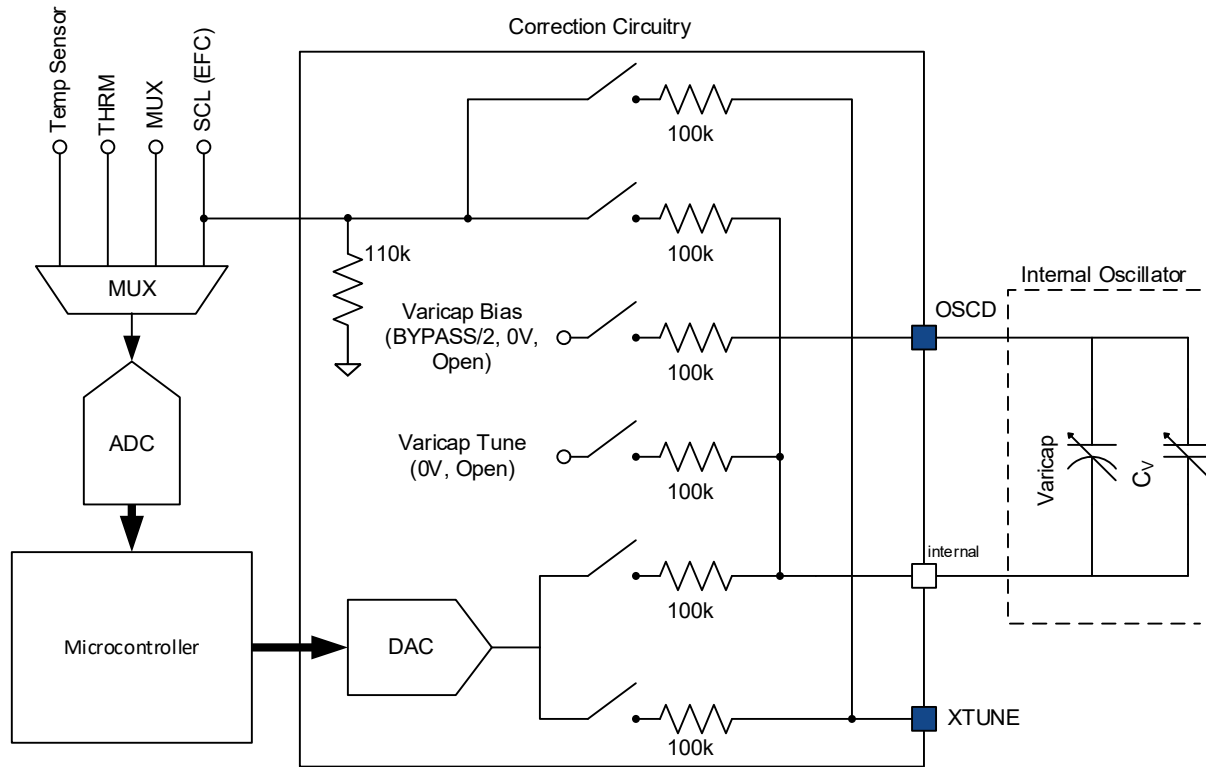 Correction Circuitry
Temp Sensor
THRM
MUX
SCL (EFC)
100k
100k
110k
MUX
Varicap Bias
(BYPASS/2, 0V,
Open)
100k
OSCD
Internal Oscillator
ADC
Varicap Tune
(0V, Open)
100k
Varicap
CV
internal
100k
Microcontroller
DAC
100k
XTUNE